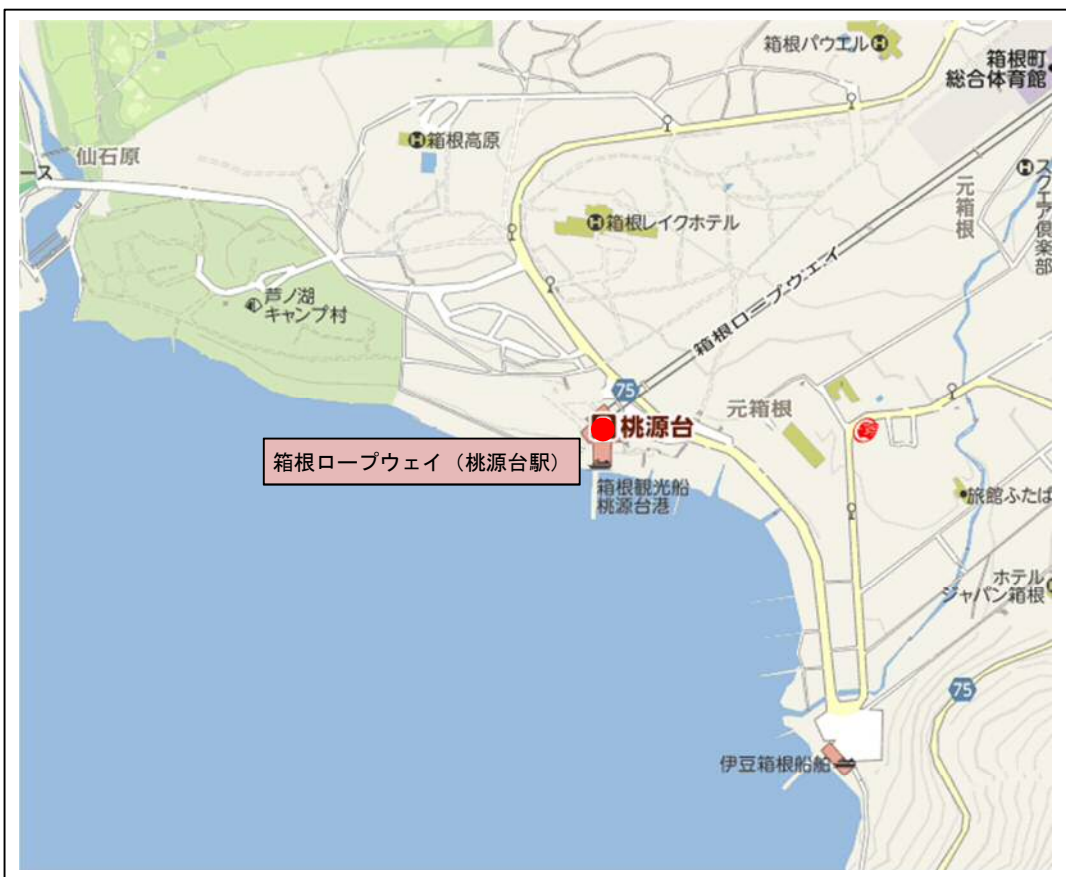 箱根パウエル
箱根町
総合体育館
箱根高原
仙石原
ース
スクエア倶楽部
元箱根
箱根レイクホテル
箱根ロープウェイ
芦ノ湖
キャンプ村
75
元箱根
桃源台
箱根ロープウェイ（桃源台駅）
箱根観光船
桃源台港
旅館ふたば
ホテル
ジャパン箱根
75
伊豆箱根船舶